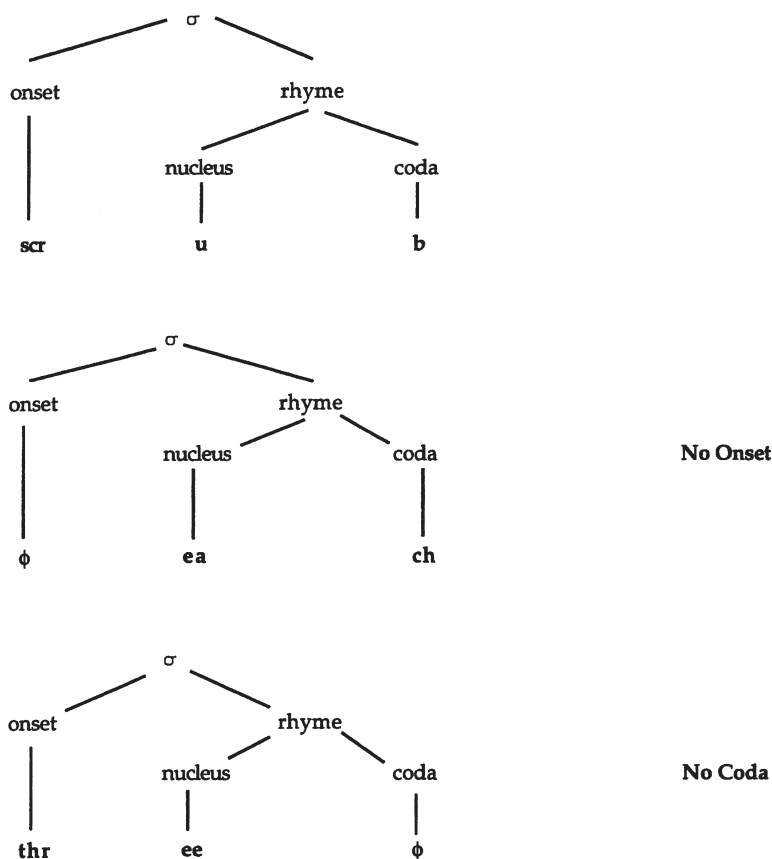 σ
onset rhyme
nucleus coda
scr u b
σ
onset rhyme
nucleus coda No Onset
ϕ ea ch
σ
onset rhyme
nucleus coda No Coda
thr ee ϕ